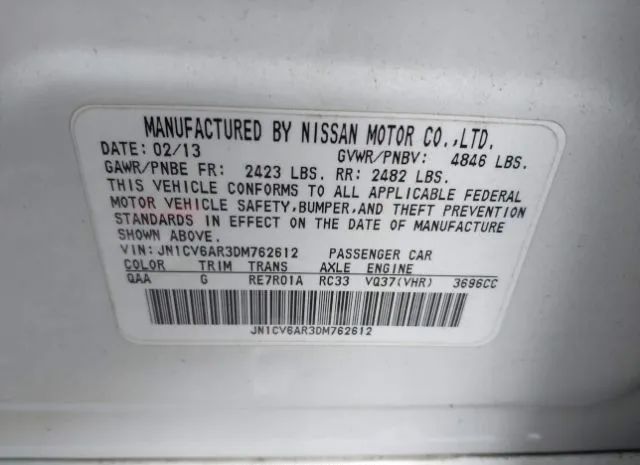 MANUFACTURED BY NISSAN MOTOR CO.,LTD.
DATE: 02/13 GVWR/PNBV: 4846 LBS.
GAWR/PNBE FR: 2423 LBS. RR: 2482 LBS.
THIS VEHICLE CONFORMS TO ALL APPLICABLE FEDERAL
MOTOR VEHICLE SAFETY,BUMPER,AND THEFT PREVENTION
STANDARDS IN EFFECT ON THE DATE OF MANUFACTURE
SHOWN ABOVE.
VIN: JN1CV6AR3DM762612 PASSENGER CAR
COLOR TRIM TRANS AXLE ENGINE
QAA G RE7R01A RC33 VQ37(VHR) 3696CC
JN1CV6AR3DM762612